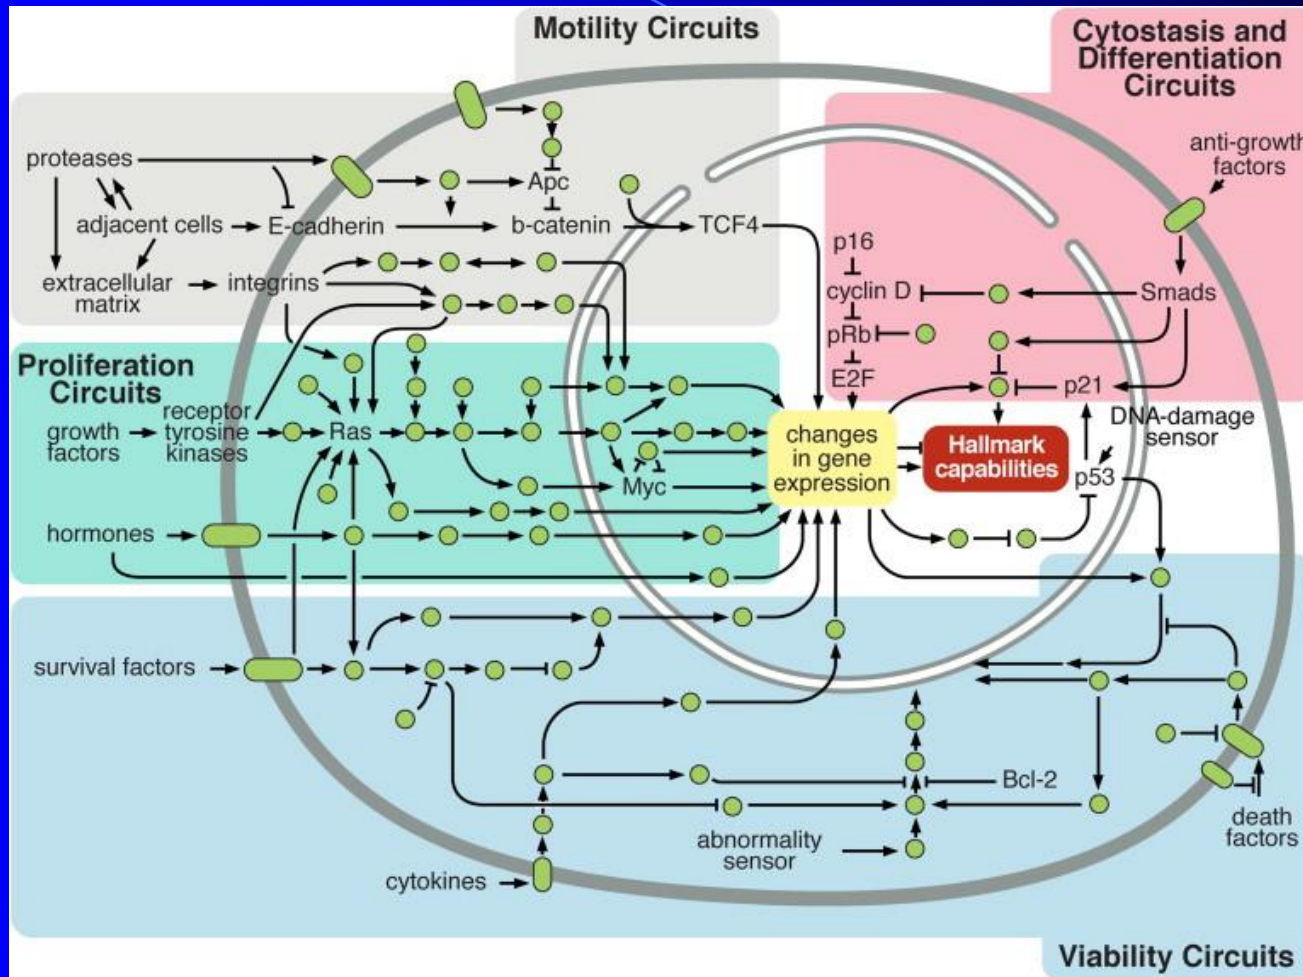 Motility Circuits
Cytostasis and
Differentiation
Circuits
proteases
adjacent cells
E-cadherin
Apc
b-catenin
TCF4
extracellular
matrix
integrins
anti-growth
factors
p16
cyclin D
pRb
E2F
Smads
p21
DNA-damage
sensor
p53
Proliferation
Circuits
growth
factors
receptor
tyrosine
kinases
Ras
Myc
changes
in gene
expression
Hallmark
capabilities
hormones
survival factors
Bcl-2
abnormality
sensor
cytokines
death
factors
Viability Circuits